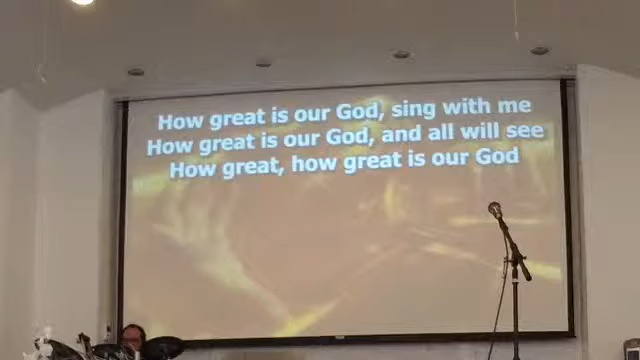 How great is our God, sing with me
How great is our God, and all will see
How great, how great is our God